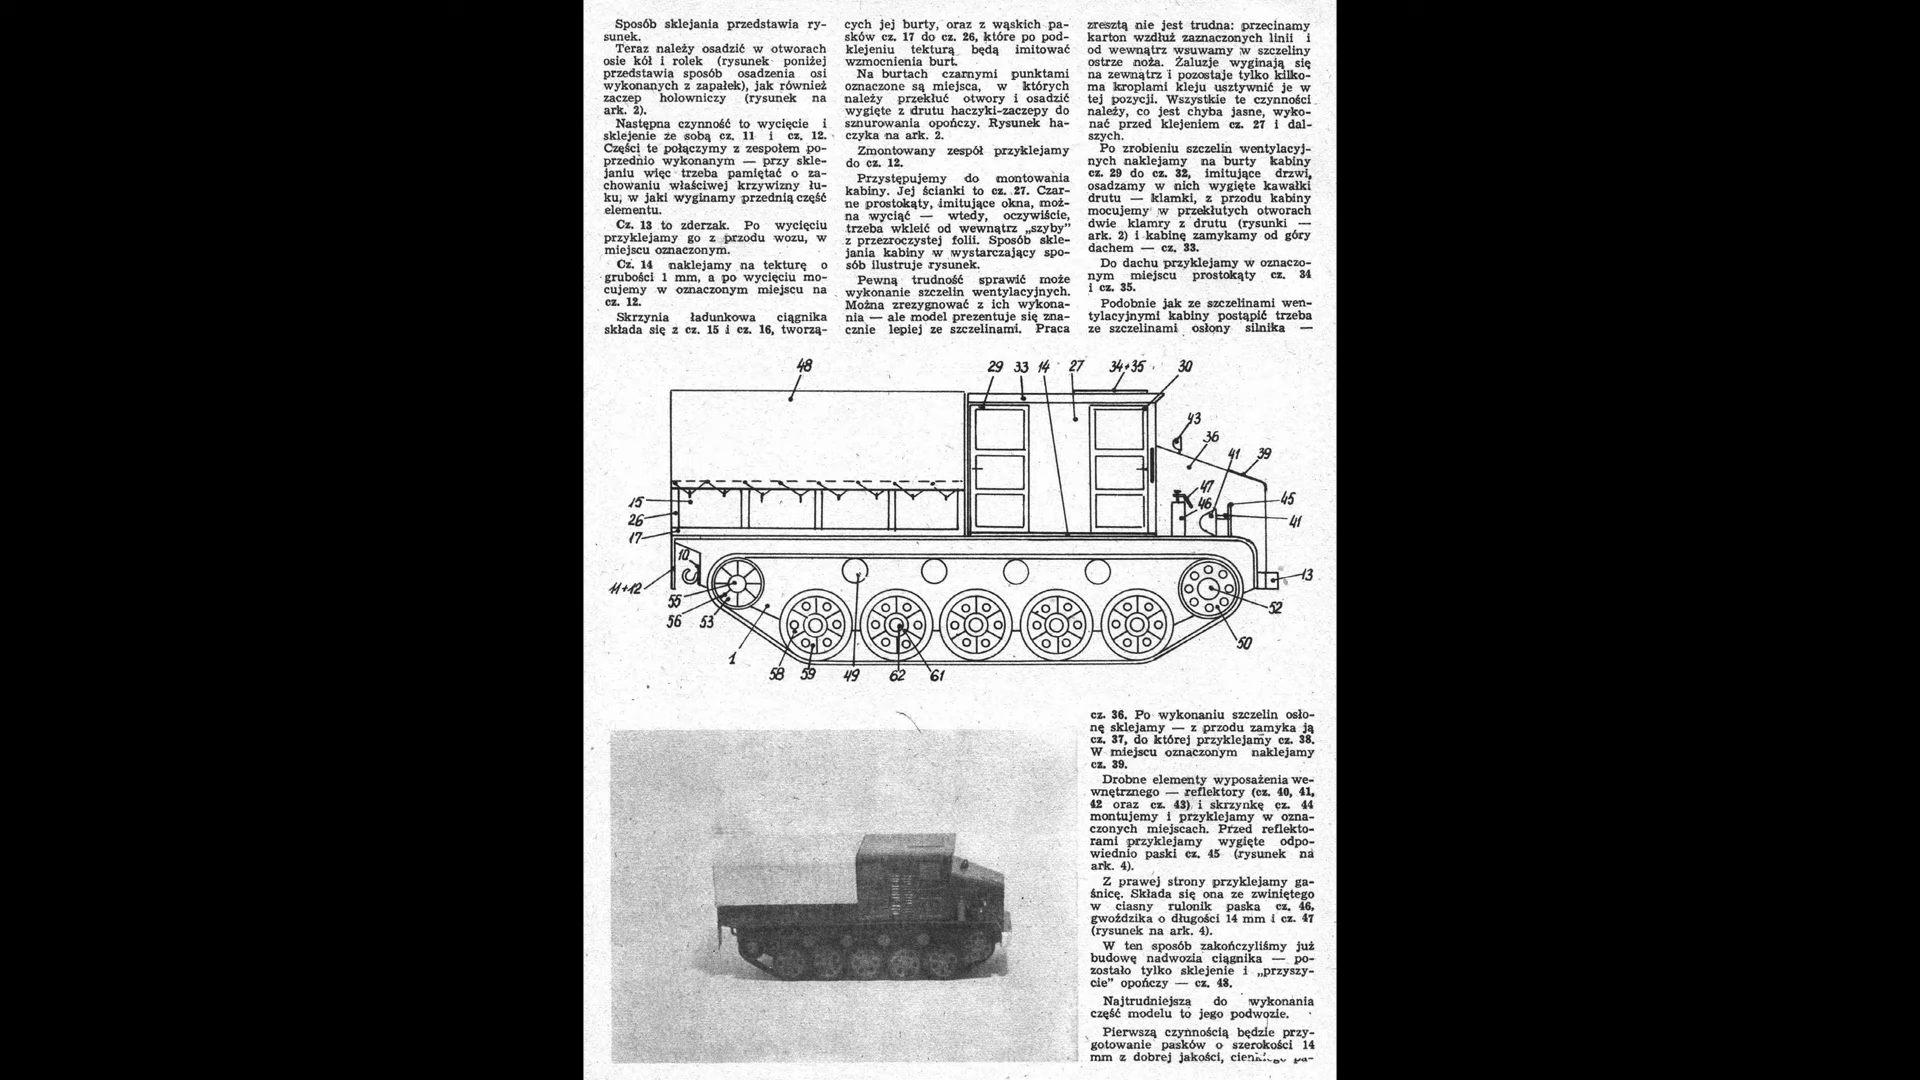 Sposób sklejania przedstawia ry-
sunek.
Teraz należy osadzić w otworach
osie kół i rolek (rysunek poniżej
przedstawia sposób osadzenia osi
wykonanych z zapałek), jak również
zaczep holowniczy (rysunek na
ark. 2).
Następna czynność to wycięcie i
sklejenie ze sobą cz. 11 i cz. 12.
Części te połączymy z zespołem po-
przednio wykonanym — przy skle-
janiu więc trzeba pamiętać o za-
chowaniu właściwej krzywizny łu-
ku, w jaki wyginamy przednią część
elementu.
Cz. 13 to zderzak. Po wycięciu
przyklejamy go z przodu wozu, w
miejscu oznaczonym.
Cz. 14 naklejamy na tekturę o
grubości 1 mm, a po wycięciu mo-
cujemy w oznaczonym miejscu na
cz. 12.
Skrzynia ładunkowa ciągnika
składa się z cz. 15 i cz. 16, tworzą-
cych jej burty, oraz z wąskich pa-
sków cz. 17 do cz. 26, które po pod-
klejeniu tekturą będą imitować
wzmocnienia burt.
Na burtach czarnymi punktami
oznaczone są miejsca, w których
należy przekłuć otwory i osadzić
wygięte z drutu haczyki-zaczepy do
sznurowania opończy. Rysunek ha-
czyka na ark. 2.
Zmontowany zespół przyklejamy
do cz. 12.
Przystępujemy do montowania
kabiny. Jej ścianki to cz. 27. Czar-
ne prostokąty, imitujące okna, moż-
na wyciąć — wtedy, oczywiście,
trzeba wkleić od wewnątrz „szyby”
z przezroczystej folii. Sposób skle-
jania kabiny w wystarczający spo-
sób ilustruje rysunek.
Pewną trudność sprawić może
wykonanie szczelin wentylacyjnych.
Można zrezygnować z ich wykona-
nia — ale model prezentuje się zna-
cznie lepiej ze szczelinami. Praca
zresztą nie jest trudna: przecinamy
karton wzdłuż zaznaczonych linii i
od wewnątrz wsuwamy w szczeliny
ostrze noża. Żaluzje wyginają się
na zewnątrz i pozostaje tylko kilko-
ma kroplami kleju usztywnić je w
tej pozycji. Wszystkie te czynności
należy, co jest chyba jasne, wyko-
nać przed klejeniem cz. 27 i dal-
szych.
Po zrobieniu szczelin wentylacyj-
nych naklejamy na burty kabiny
cz. 29 do cz. 32, imitujące drzwi,
osadzamy w nich wygięte kawałki
drutu — klamki, z przodu kabiny
mocujemy w przekłutych otworach
dwie klamry z drutu (rysunki —
ark. 2) i kabinę zamykamy od góry
dachem — cz. 33.
Do dachu przyklejamy w oznaczo-
nym miejscu prostokąty cz. 34
i cz. 35.
Podobnie jak ze szczelinami wen-
tylacyjnymi kabiny postąpić trzeba
ze szczelinami osłony silnika —
48
29 33 14 27 34+35 30
43
36
41
39
47
46
45
41
15
26
17
10
11+12
13
55
56
53
52
50
1
58 59 49 62 61
cz. 36. Po wykonaniu szczelin osło-
nę sklejamy — z przodu zamyka ją
cz. 37, do której przyklejamy cz. 38.
W miejscu oznaczonym naklejamy
cz. 39.
Drobne elementy wyposażenia we-
wnętrznego — reflektory (cz. 40, 41,
42 oraz cz. 43) i skrzynkę cz. 44
montujemy i przyklejamy w ozna-
czonych miejscach. Przed reflekto-
rami przyklejamy wygięte odpo-
wiednio paski cz. 45 (rysunek na
ark. 4).
Z prawej strony przyklejamy ga-
śnicę. Składa się ona ze zwiniętego
w ciasny rulonik paska cz. 46,
gwoździka o długości 14 mm i cz. 47
(rysunek na ark. 4).
W ten sposób zakończyliśmy już
budowę nadwozia ciągnika — po-
zostało tylko sklejenie i „przyszy-
cie” opończy — cz. 48.
Najtrudniejszą do wykonania
część modelu to jego podwozie.
Pierwszą czynnością będzie przy-
gotowanie pasków o szerokości 14
mm z dobrej jakości, cienkiego pa-